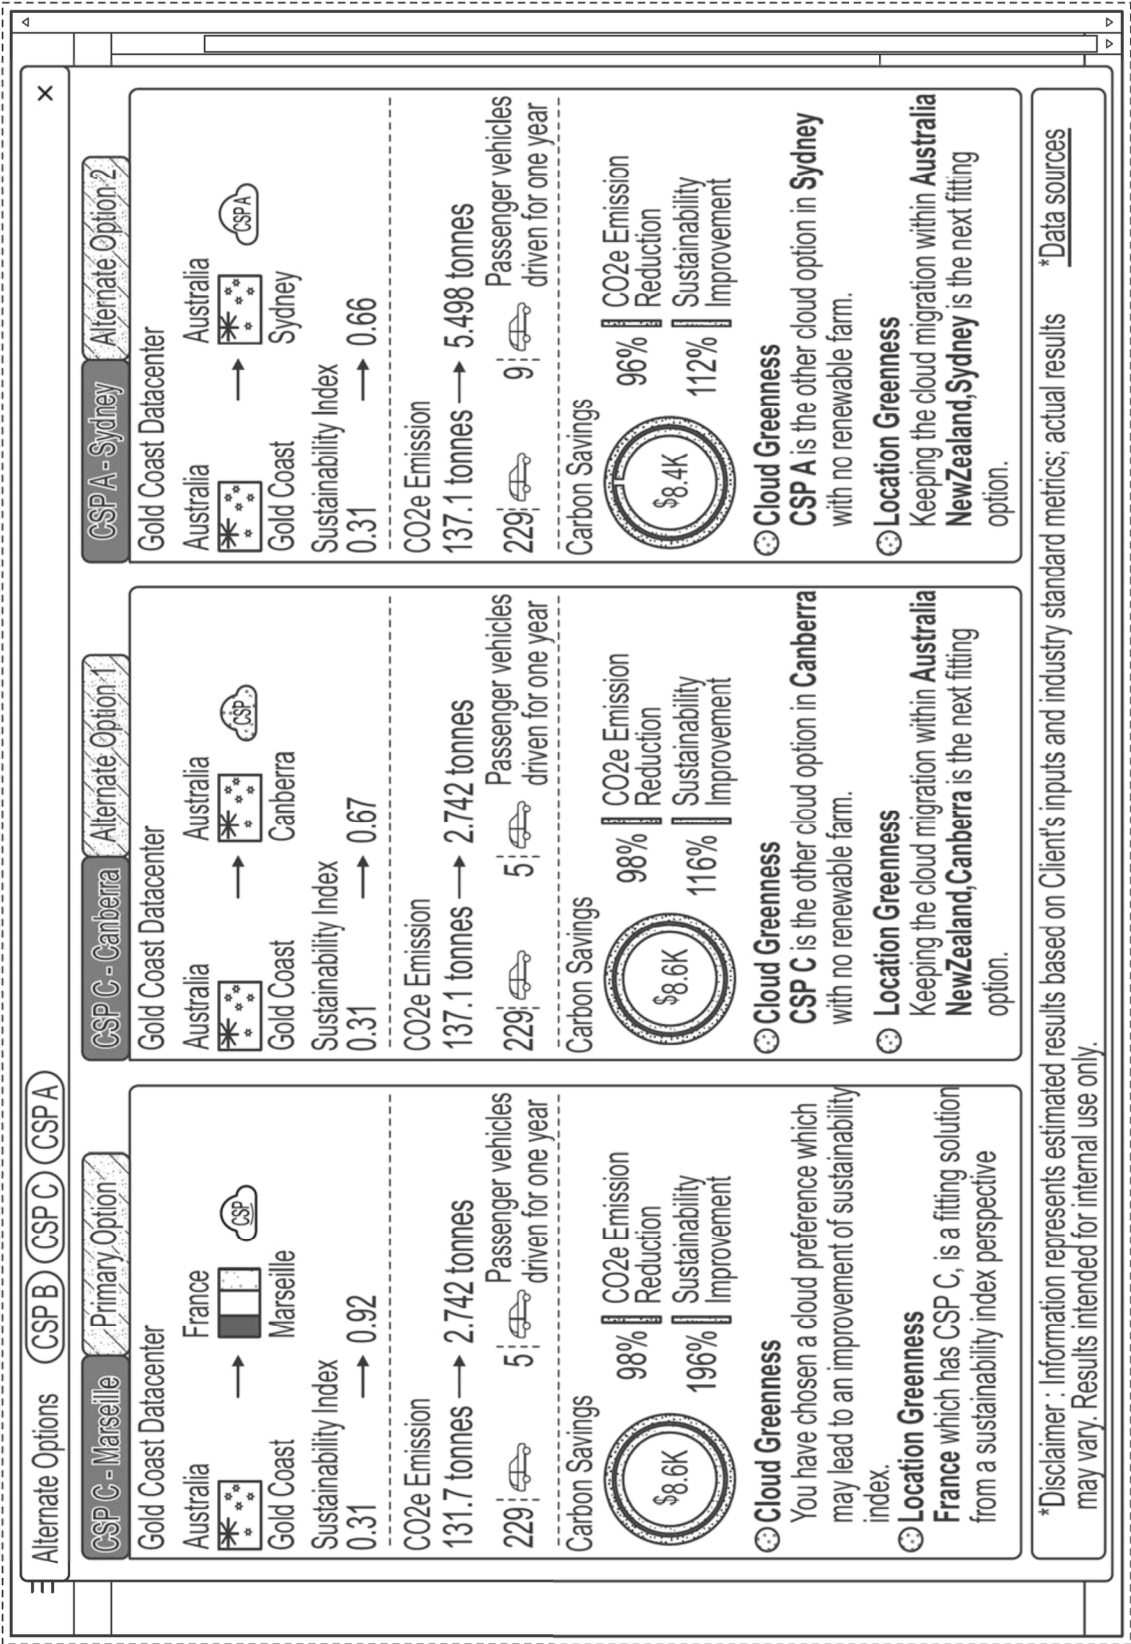 Alternate Options CSP B CSP C CSP A ×
CSP C - Marseille Primary Option
Gold Coast Datacenter
Australia France
CSP
Gold Coast Marseille
Sustainability Index
0.31 → 0.92
CO2e Emission
131.7 tonnes → 2.742 tonnes
229 5 Passenger vehicles
driven for one year
Carbon Savings
$8.6K
98% CO2e Emission
Reduction
196% Sustainability
Improvement
Cloud Greenness
You have chosen a cloud preference which
may lead to an improvement of sustainability
index.
Location Greenness
France which has CSP C, is a fitting solution
from a sustainability index perspective
CSP C - Canberra Alternate Option 1
Gold Coast Datacenter
Australia Australia
CSP
Gold Coast Canberra
Sustainability Index
0.31 → 0.67
CO2e Emission
137.1 tonnes → 2.742 tonnes
229 5 Passenger vehicles
driven for one year
Carbon Savings
$8.6K
98% CO2e Emission
Reduction
116% Sustainability
Improvement
Cloud Greenness
CSP C is the other cloud option in Canberra
with no renewable farm.
Location Greenness
Keeping the cloud migration within Australia
NewZealand,Canberra is the next fitting
option.
CSP A - Sydney Alternate Option 2
Gold Coast Datacenter
Australia Australia
CSP A
Gold Coast Sydney
Sustainability Index
0.31 → 0.66
CO2e Emission
137.1 tonnes → 5.498 tonnes
229 9 Passenger vehicles
driven for one year
Carbon Savings
$8.4K
96% CO2e Emission
Reduction
112% Sustainability
Improvement
Cloud Greenness
CSP A is the other cloud option in Sydney
with no renewable farm.
Location Greenness
Keeping the cloud migration within Australia
NewZealand,Sydney is the next fitting
option.
*Disclaimer : Information represents estimated results based on Client's inputs and industry standard metrics; actual results
may vary. Results intended for internal use only.
*Data sources